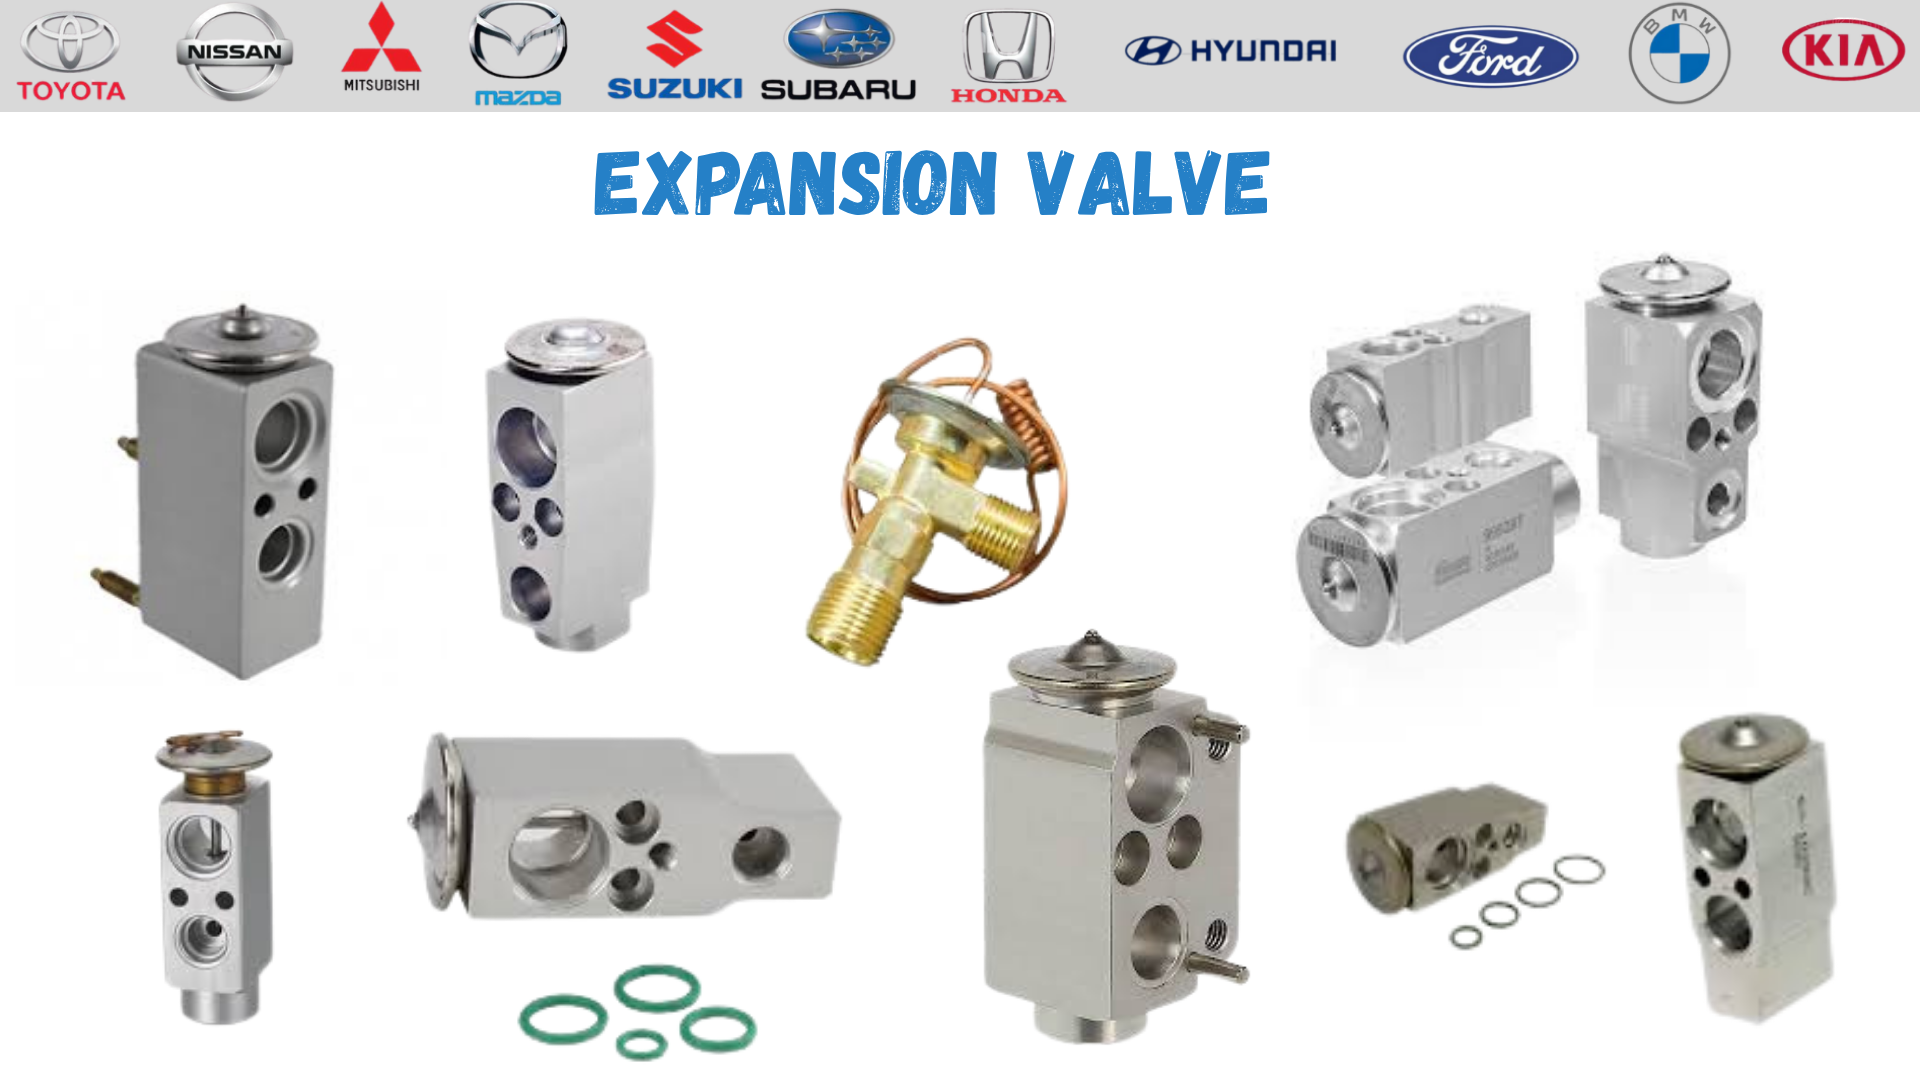 TOYOTA
NISSAN
MITSUBISHI
mazda
SUZUKI
SUBARU
HONDA
HYUNDAI
Ford
BMW
KIA
EXPANSION VALVE